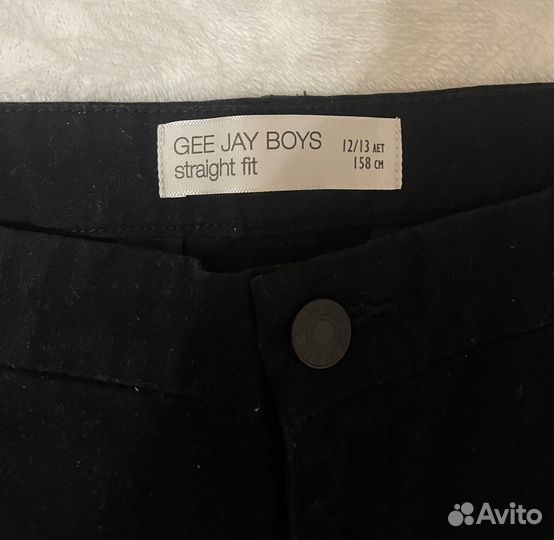 GEE JAY BOYS
straight fit
12/13 ЛЕТ
158 СМ
Avito